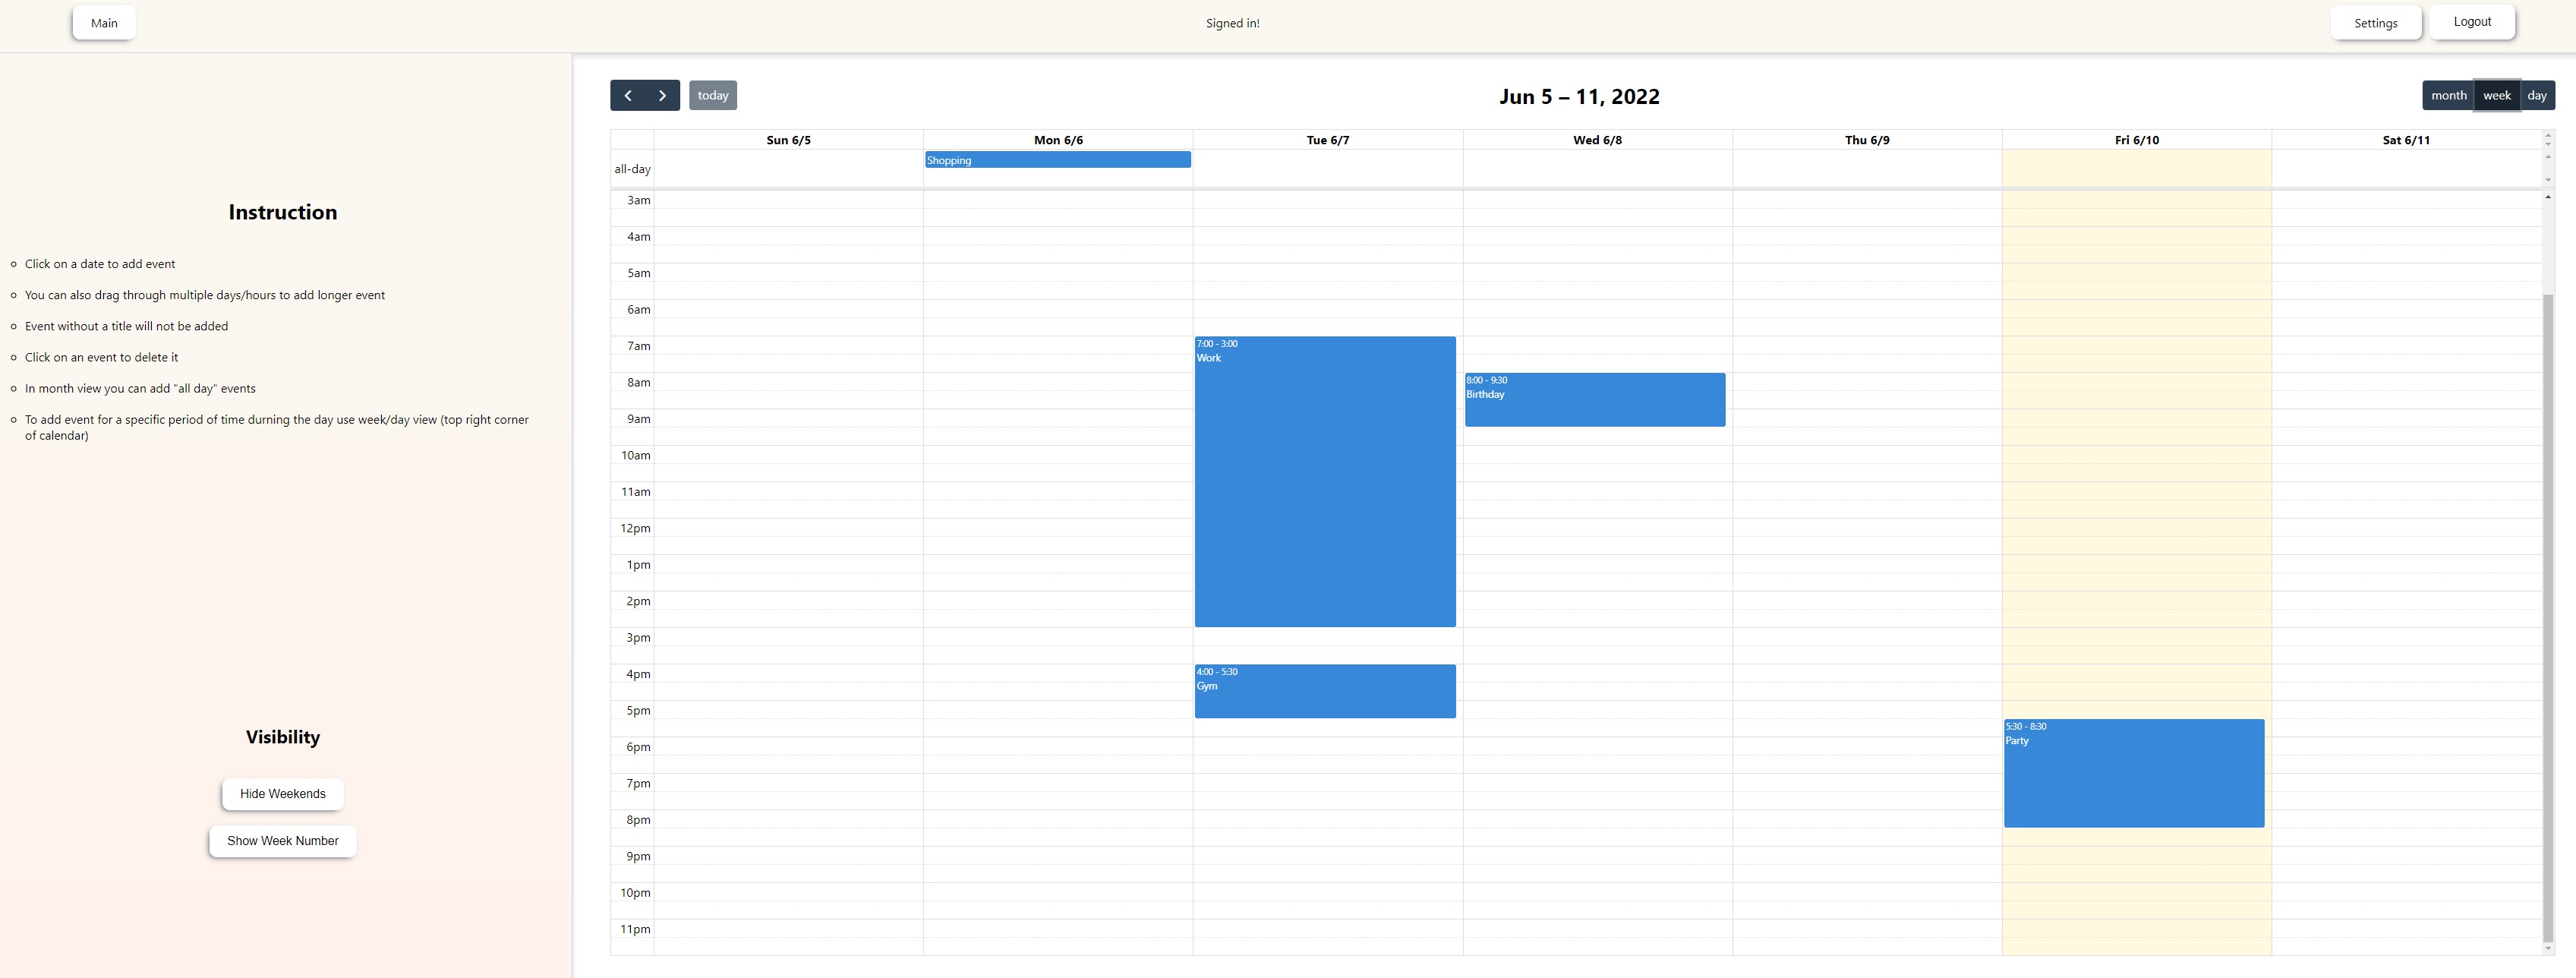 Main
Signed in!
Settings
Logout
Instruction
Click on a date to add event
You can also drag through multiple days/hours to add longer event
Event without a title will not be added
Click on an event to delete it
In month view you can add "all day" events
To add event for a specific period of time durning the day use week/day view (top right corner
of calendar)
Visibility
Hide Weekends
Show Week Number
today
Jun 5 – 11, 2022
month
week
day
Sun 6/5
Mon 6/6
Tue 6/7
Wed 6/8
Thu 6/9
Fri 6/10
Sat 6/11
all-day
Shopping
3am
4am
5am
6am
7am
7:00 - 3:00
Work
8am
8:00 - 9:30
Birthday
9am
10am
11am
12pm
1pm
2pm
3pm
4pm
4:00 - 5:30
Gym
5pm
5:30 - 8:30
Party
6pm
7pm
8pm
9pm
10pm
11pm